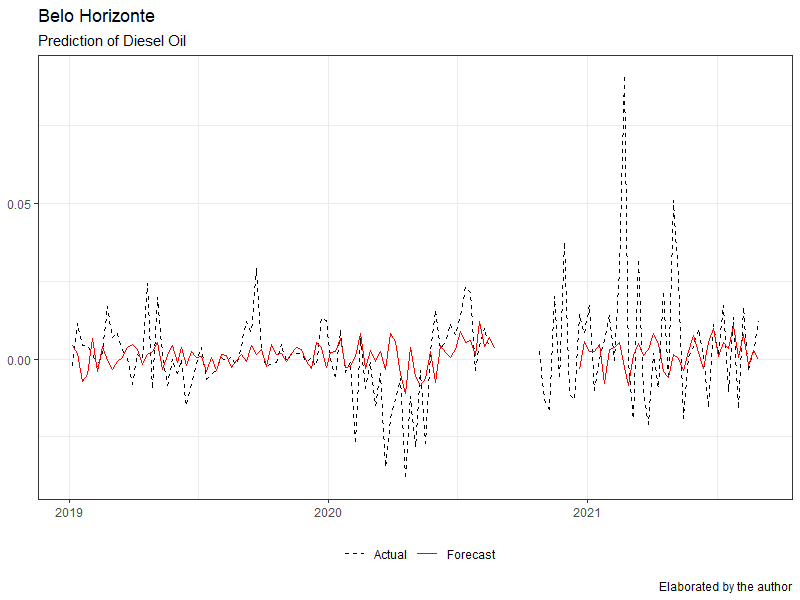 Belo Horizonte
Prediction of Diesel Oil
0.05
0.00
2019 2020 2021
Actual Forecast
Elaborated by the author